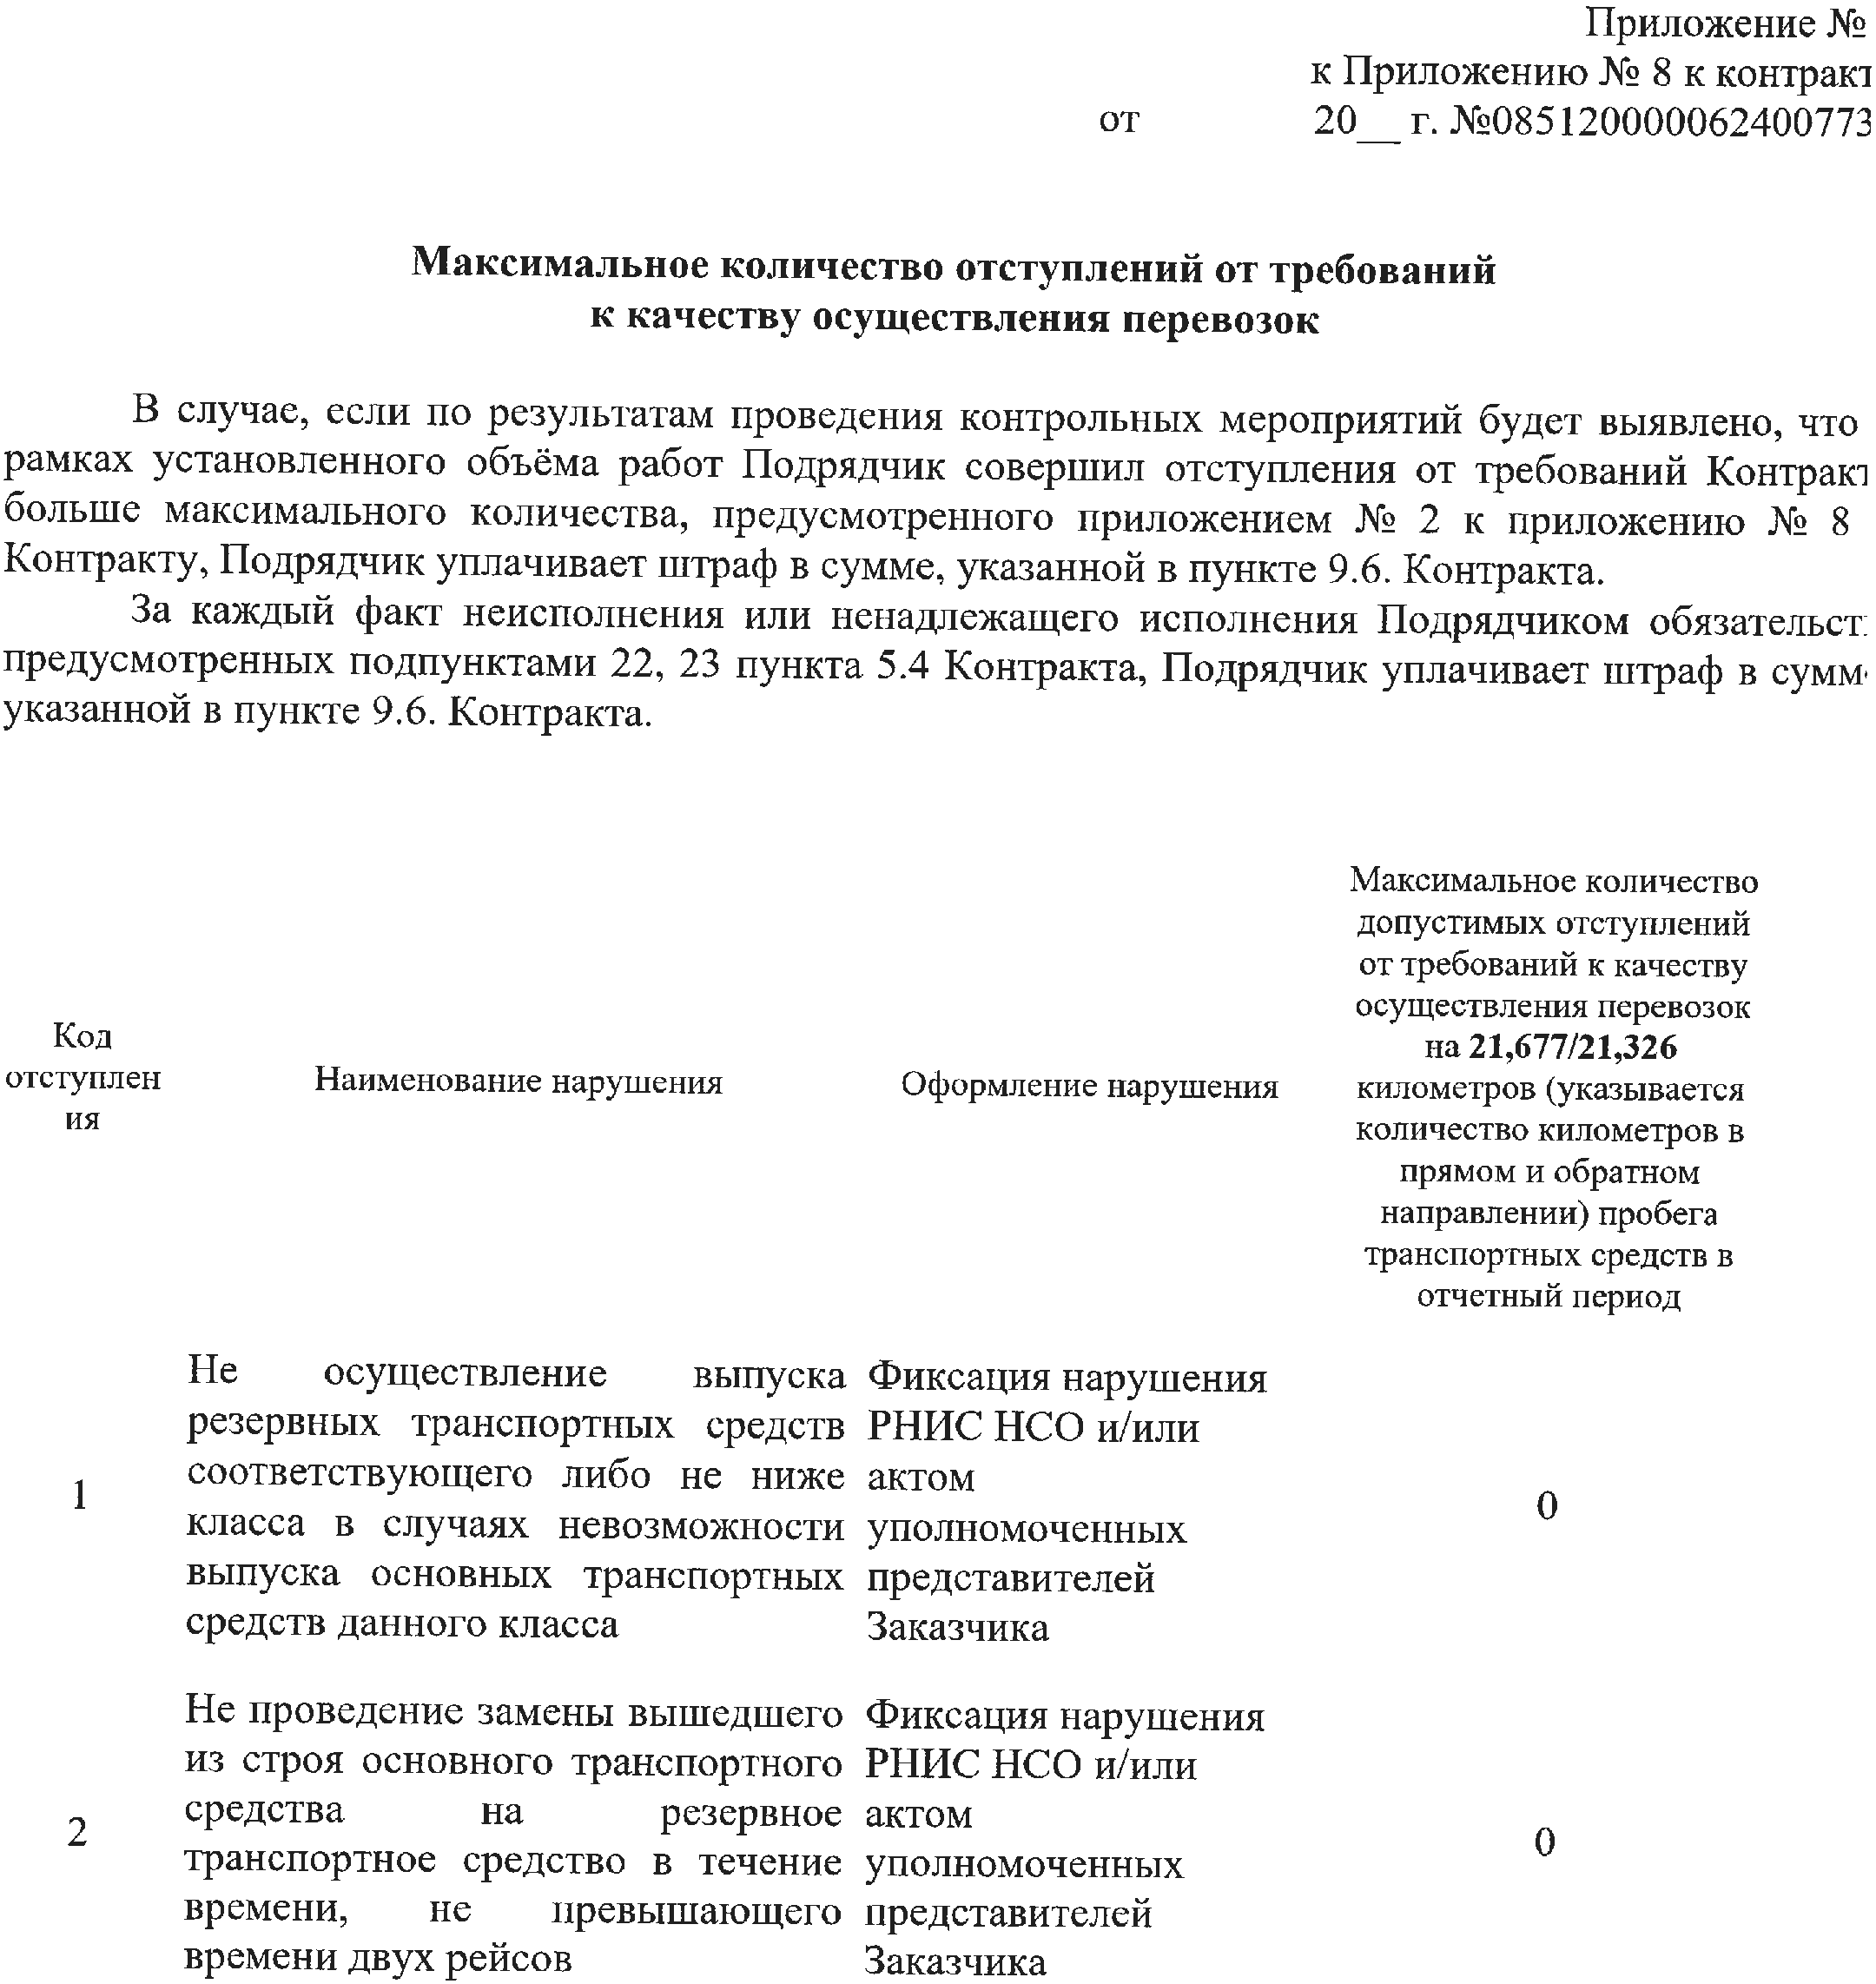 Приложение №
к Приложению № 8 к контракт
от 20__ г. №085120000062400773
Максимальное количество отступлений от требований
к качеству осуществления перевозок
В случае, если по результатам проведения контрольных мероприятий будет выявлено, что
рамках установленного объёма работ Подрядчик совершил отступления от требований Контракт
больше максимального количества, предусмотренного приложением № 2 к приложению № 8
Контракту, Подрядчик уплачивает штраф в сумме, указанной в пункте 9.6. Контракта.
За каждый факт неисполнения или ненадлежащего исполнения Подрядчиком обязательст
предусмотренных подпунктами 22, 23 пункта 5.4 Контракта, Подрядчик уплачивает штраф в сумм
указанной в пункте 9.6. Контракта.
Код
отступлен
ия
Наименование нарушения
Оформление нарушения
Максимальное количество
допустимых отступлений
от требований к качеству
осуществления перевозок
на 21,677/21,326
километров (указывается
количество километров в
прямом и обратном
направлении) пробега
транспортных средств в
отчетный период
1
Не осуществление выпуска
резервных транспортных средств
соответствующего либо не ниже
класса в случаях невозможности
выпуска основных транспортных
средств данного класса
Фиксация нарушения
РНИС НСО и/или
актом
уполномоченных
представителей
Заказчика
0
2
Не проведение замены вышедшего
из строя основного транспортного
средства на резервное
транспортное средство в течение
времени, не превышающего
времени двух рейсов
Фиксация нарушения
РНИС НСО и/или
актом
уполномоченных
представителей
Заказчика
0